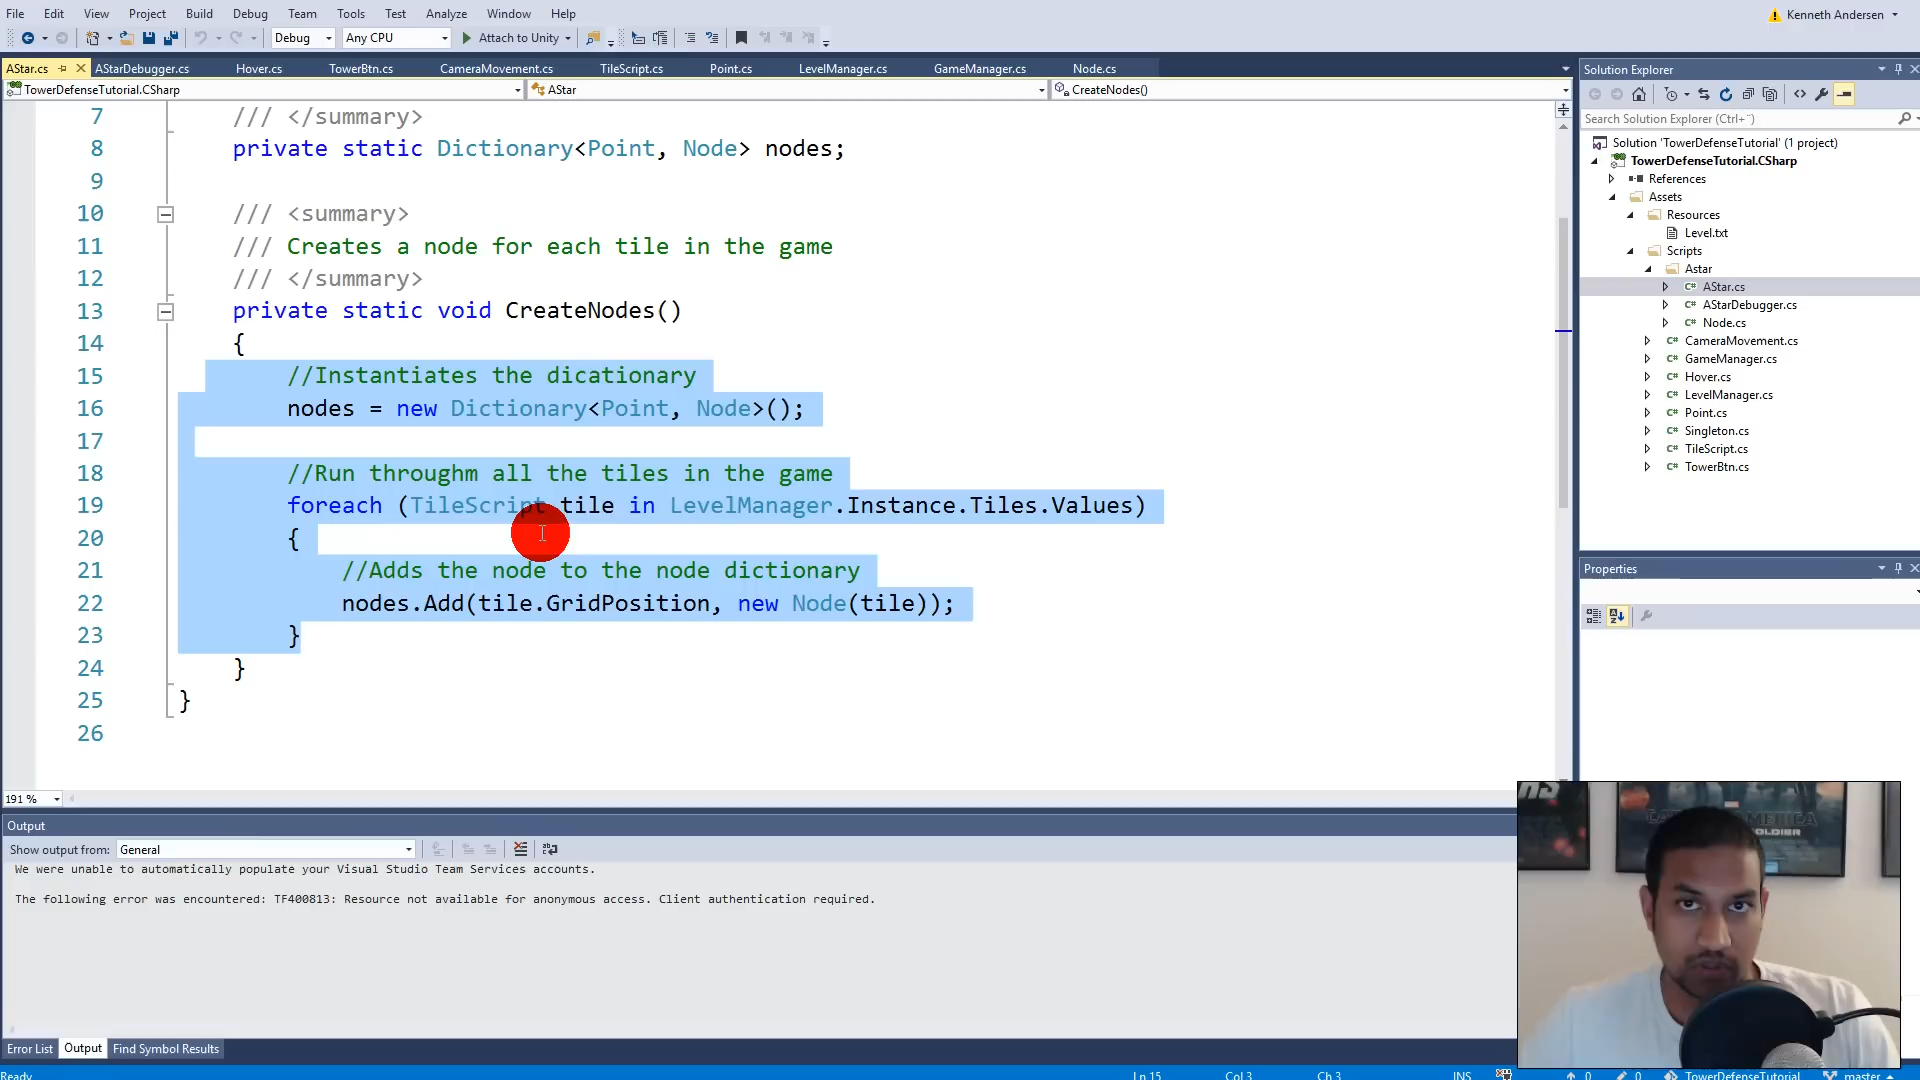 File Edit View Project Build Debug Team Tools Test Analyze Window Help Kenneth Andersen
Debug Any CPU Attach to Unity
AStar.cs AStarDebugger.cs Hover.cs TowerBtn.cs CameraMovement.cs TileScript.cs Point.cs LevelManager.cs GameManager.cs Node.cs
TowerDefenseTutorial.CSharp AStar CreateNodes()
7 /// </summary>
8 private static Dictionary<Point, Node> nodes;
9
10 /// <summary>
11 /// Creates a node for each tile in the game
12 /// </summary>
13 private static void CreateNodes()
14 {
15 //Instantiates the dicationary
16 nodes = new Dictionary<Point, Node>();
17
18 //Run throughm all the tiles in the game
19 foreach (TileScript tile in LevelManager.Instance.Tiles.Values)
20 {
21 //Adds the node to the node dictionary
22 nodes.Add(tile.GridPosition, new Node(tile));
23 }
24 }
25 }
26
191 %
Solution Explorer
Search Solution Explorer (Ctrl+¨)
Solution 'TowerDefenseTutorial' (1 project)
TowerDefenseTutorial.CSharp
References
Assets
Resources
Level.txt
Scripts
Astar
C# AStar.cs
C# AStarDebugger.cs
C# Node.cs
C# CameraMovement.cs
C# GameManager.cs
C# Hover.cs
C# LevelManager.cs
C# Point.cs
C# Singleton.cs
C# TileScript.cs
C# TowerBtn.cs
Properties
Output
Show output from: General
We were unable to automatically populate your Visual Studio Team Services accounts.
The following error was encountered: TF400813: Resource not available for anonymous access. Client authentication required.
Error List Output Find Symbol Results
Ready Ln 15 Col 3 Ch 3 INS 0 0 TowerDefenseTutorial master